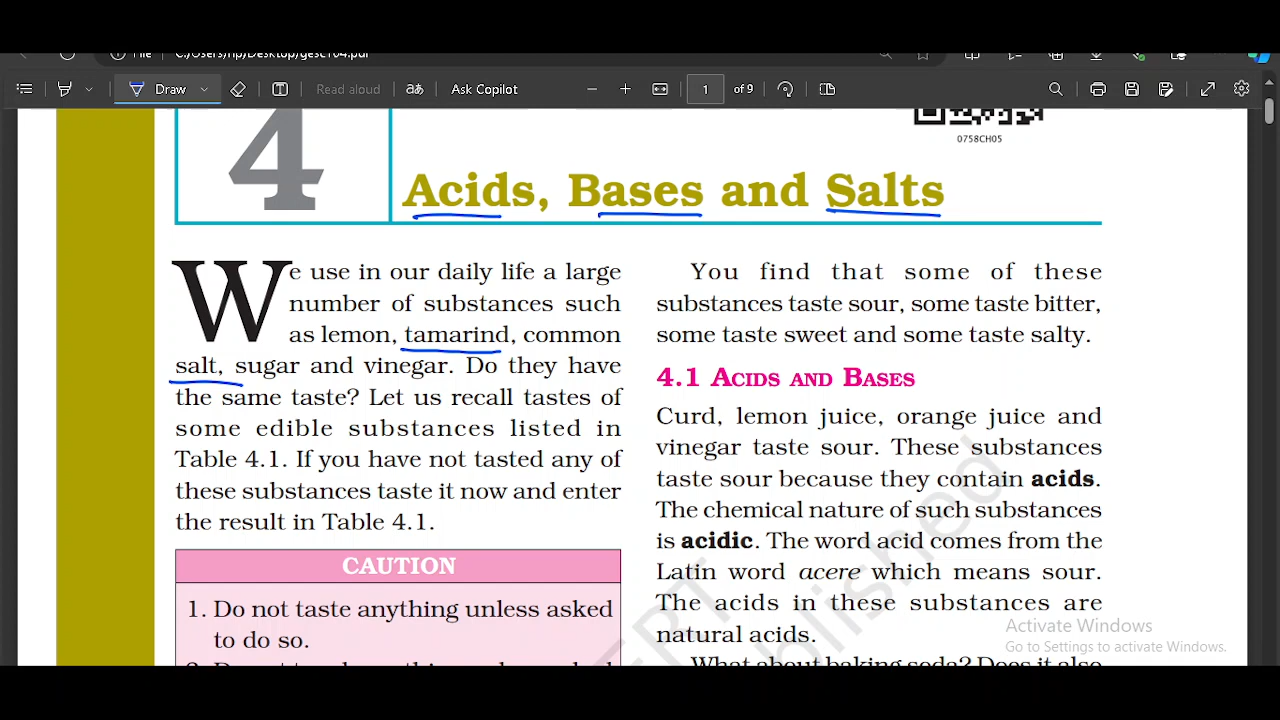 File
C:/Users/hp/Desktop/gesc104.pdf
Draw
Read aloud
Ask Copilot
1 of 9
0758CH05
4
Acids, Bases and Salts
We use in our daily life a large
number of substances such
as lemon, tamarind, common
salt, sugar and vinegar. Do they have
the same taste? Let us recall tastes of
some edible substances listed in
Table 4.1. If you have not tasted any of
these substances taste it now and enter
the result in Table 4.1.
CAUTION
1. Do not taste anything unless asked
to do so.
You find that some of these
substances taste sour, some taste bitter,
some taste sweet and some taste salty.
4.1 ACIDS AND BASES
Curd, lemon juice, orange juice and
vinegar taste sour. These substances
taste sour because they contain acids.
The chemical nature of such substances
is acidic. The word acid comes from the
Latin word acere which means sour.
The acids in these substances are
natural acids.
What about baking soda? Does it also
Activate Windows
Go to Settings to activate Windows.